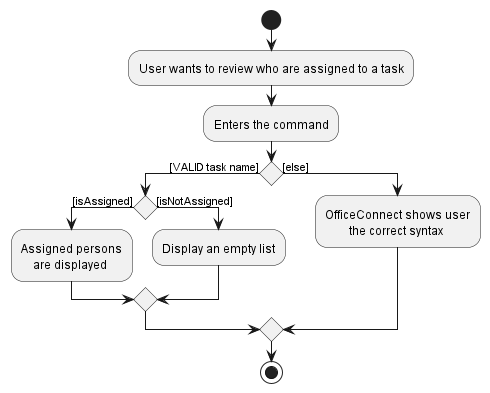 User wants to review who are assigned to a task
Enters the command
[VALID task name]
[else]
[isAssigned]
[isNotAssigned]
Assigned persons
are displayed
Display an empty list
OfficeConnect shows user
the correct syntax